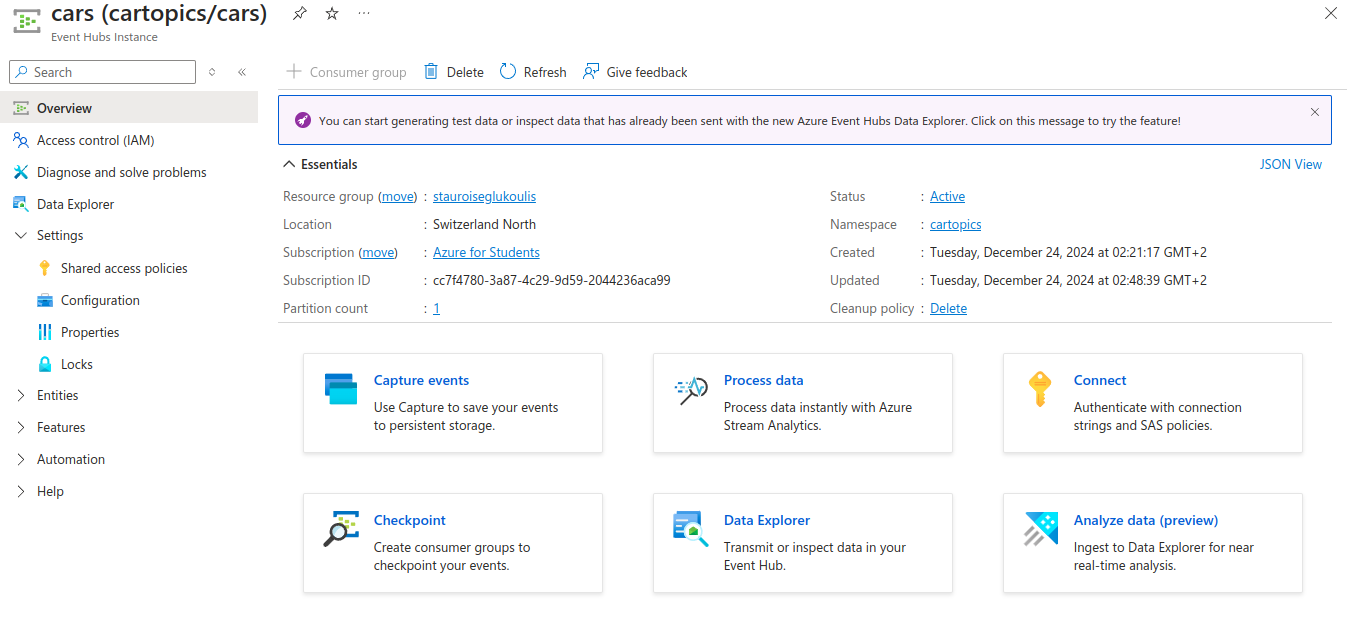 cars (cartopics/cars)
Event Hubs Instance
Search
Overview
Access control (IAM)
Diagnose and solve problems
Data Explorer
Settings
Shared access policies
Configuration
Properties
Locks
Entities
Features
Automation
Help
Consumer group Delete Refresh Give feedback
You can start generating test data or inspect data that has already been sent with the new Azure Event Hubs Data Explorer. Click on this message to try the feature!
Essentials JSON View
Resource group (move) : stauroiseglukoulis
Location : Switzerland North
Subscription (move) : Azure for Students
Subscription ID : cc7f4780-3a87-4c29-9d59-2044236aca99
Partition count : 1
Status : Active
Namespace : cartopics
Created : Tuesday, December 24, 2024 at 02:21:17 GMT+2
Updated : Tuesday, December 24, 2024 at 02:48:39 GMT+2
Cleanup policy : Delete
Capture events
Use Capture to save your events
to persistent storage.
Process data
Process data instantly with Azure
Stream Analytics.
Connect
Authenticate with connection
strings and SAS policies.
Checkpoint
Create consumer groups to
checkpoint your events.
Data Explorer
Transmit or inspect data in your
Event Hub.
Analyze data (preview)
Ingest to Data Explorer for near
real-time analysis.